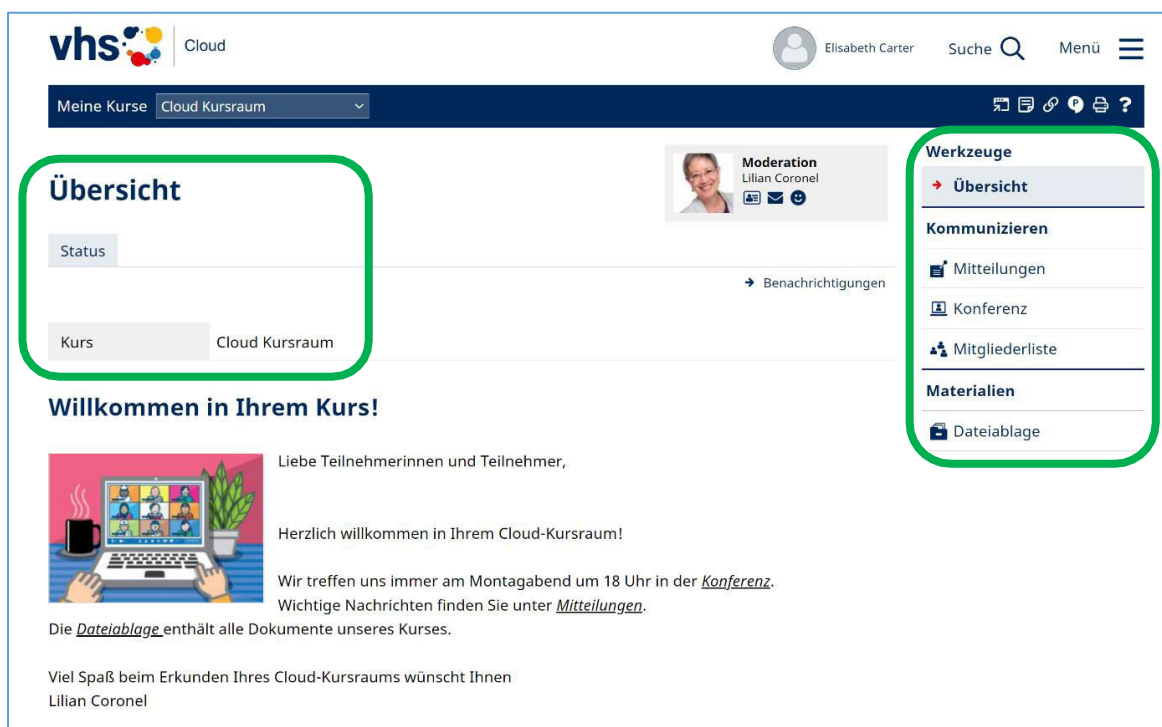 vhs Cloud
Elisabeth Carter
Suche
Menü
Meine Kurse Cloud Kursraum
?
Übersicht
Moderation
Lilian Coronel
Status
Benachrichtigungen
Kurs Cloud Kursraum
Willkommen in Ihrem Kurs!
Liebe Teilnehmerinnen und Teilnehmer,
Herzlich willkommen in Ihrem Cloud-Kursraum!
Wir treffen uns immer am Montagabend um 18 Uhr in der Konferenz.
Wichtige Nachrichten finden Sie unter Mitteilungen.
Die Dateiablage enthält alle Dokumente unseres Kurses.
Viel Spaß beim Erkunden Ihres Cloud-Kursraums wünscht Ihnen
Lilian Coronel
Werkzeuge
Übersicht
Kommunizieren
Mitteilungen
Konferenz
Mitgliederliste
Materialien
Dateiablage